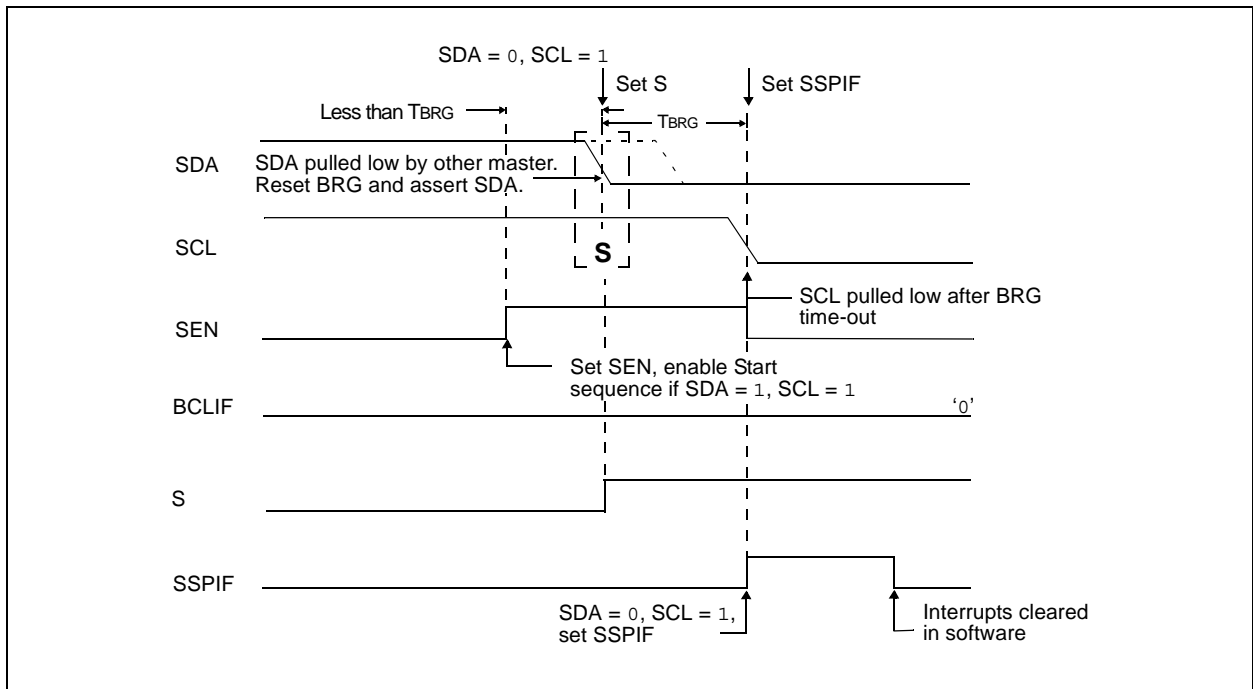 SDA = 0, SCL = 1
Set S
Set SSPIF
Less than TBRG
TBRG
SDA
SDA pulled low by other master.
Reset BRG and assert SDA.
SCL
S
SCL pulled low after BRG
time-out
SEN
Set SEN, enable Start
sequence if SDA = 1, SCL = 1
BCLIF
‘0’
S
SSPIF
SDA = 0, SCL = 1,
set SSPIF
Interrupts cleared
in software